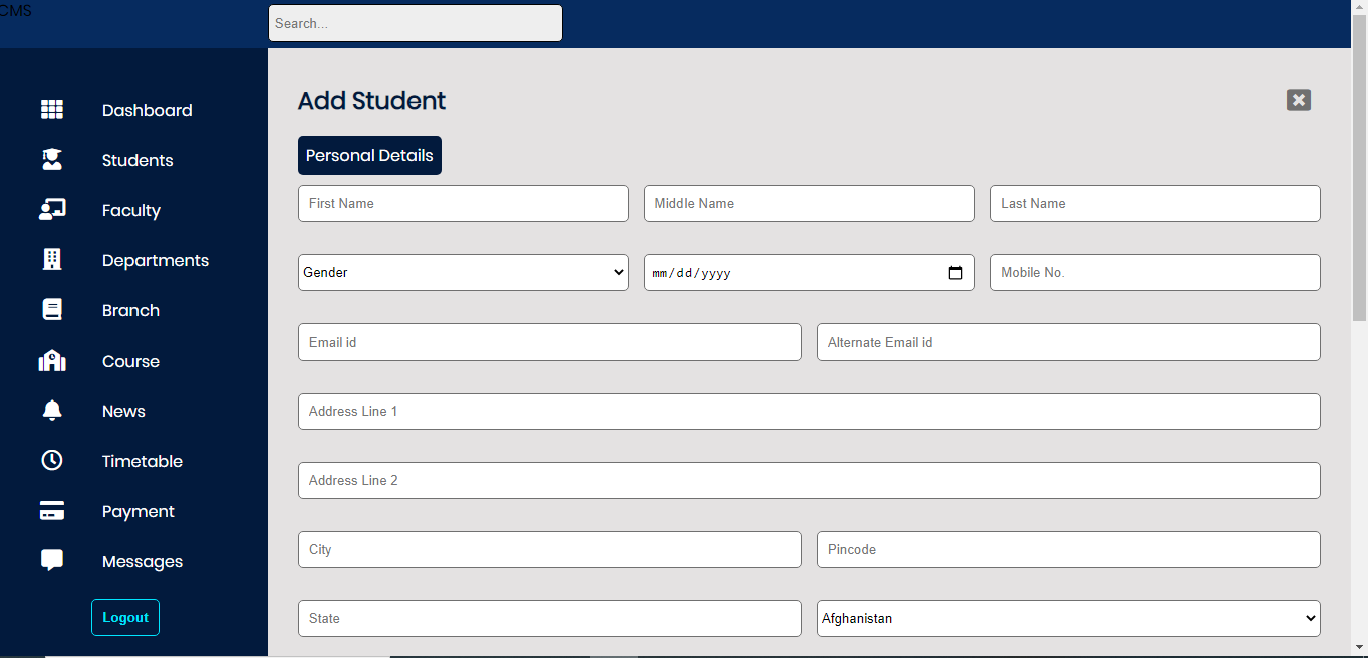 CMS
Search...
Dashboard
Students
Faculty
Departments
Branch
Course
News
Timetable
Payment
Messages
Logout
Add Student
Personal Details
First Name Middle Name Last Name
Gender mm/dd/yyyy Mobile No.
Email id Alternate Email id
Address Line 1
Address Line 2
City Pincode
State Afghanistan